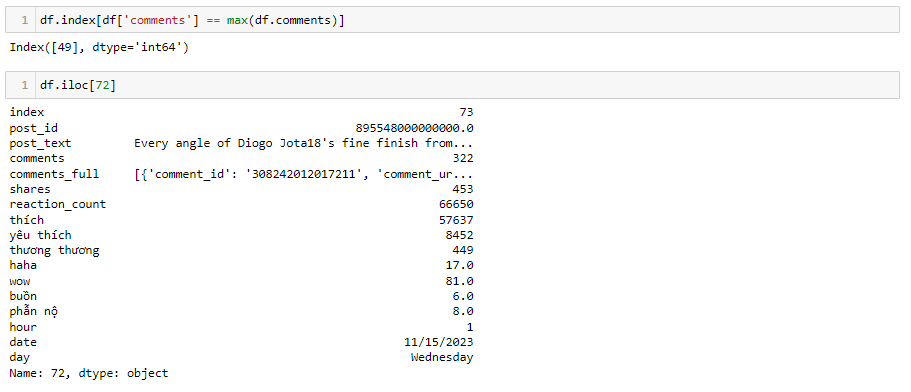 1 df.index[df['comments'] == max(df.comments)]
Index([49], dtype='int64')
1 df.iloc[72]
index 73
post_id 895548000000000.0
post_text Every angle of Diogo Jota18's fine finish from...
comments 322
comments_full [{'comment_id': '308242012017211', 'comment_ur...
shares 453
reaction_count 66650
thích 57637
yêu thích 8452
thương thương 449
haha 17.0
wow 81.0
buồn 6.0
phẫn nộ 8.0
hour 1
date 11/15/2023
day Wednesday
Name: 72, dtype: object